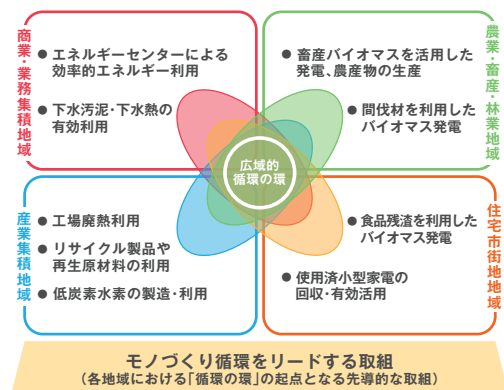 商業・業務集積地域
● エネルギーセンターによる
効率的エネルギー利用
● 下水汚泥・下水熱の
有効利用
農業・畜産・林業地域
● 畜産バイオマスを活用した
発電、農産物の生産
● 間伐材を利用した
バイオマス発電
広域的
循環の環
産業集積地域
● 工場廃熱利用
● リサイクル製品や
再生原材料の利用
● 低炭素水素の製造・利用
住宅市街地地域
● 食品残渣を利用した
バイオマス発電
● 使用済小型家電の
回収・有効活用
モノづくり循環をリードする取組
（各地域における「循環の環」の起点となる先導的な取組）